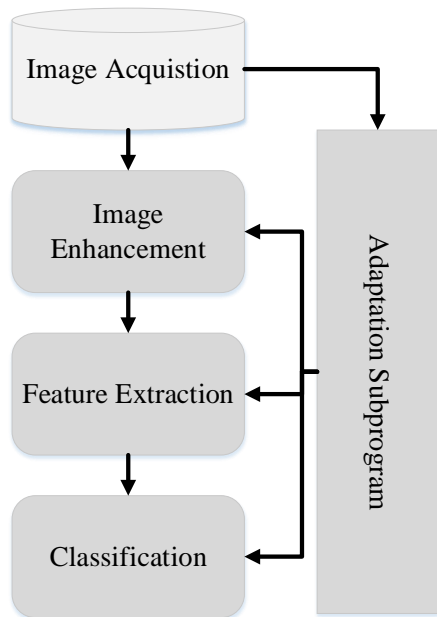 Image Acquistion
Image
Enhancement
Feature Extraction
Classification
Adaptation Subprogram